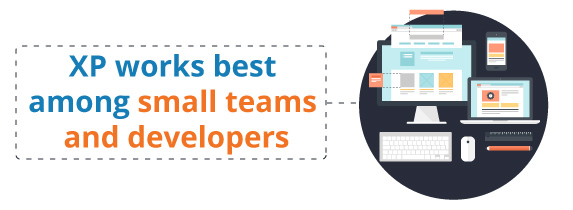 XP works best
among small teams
and developers